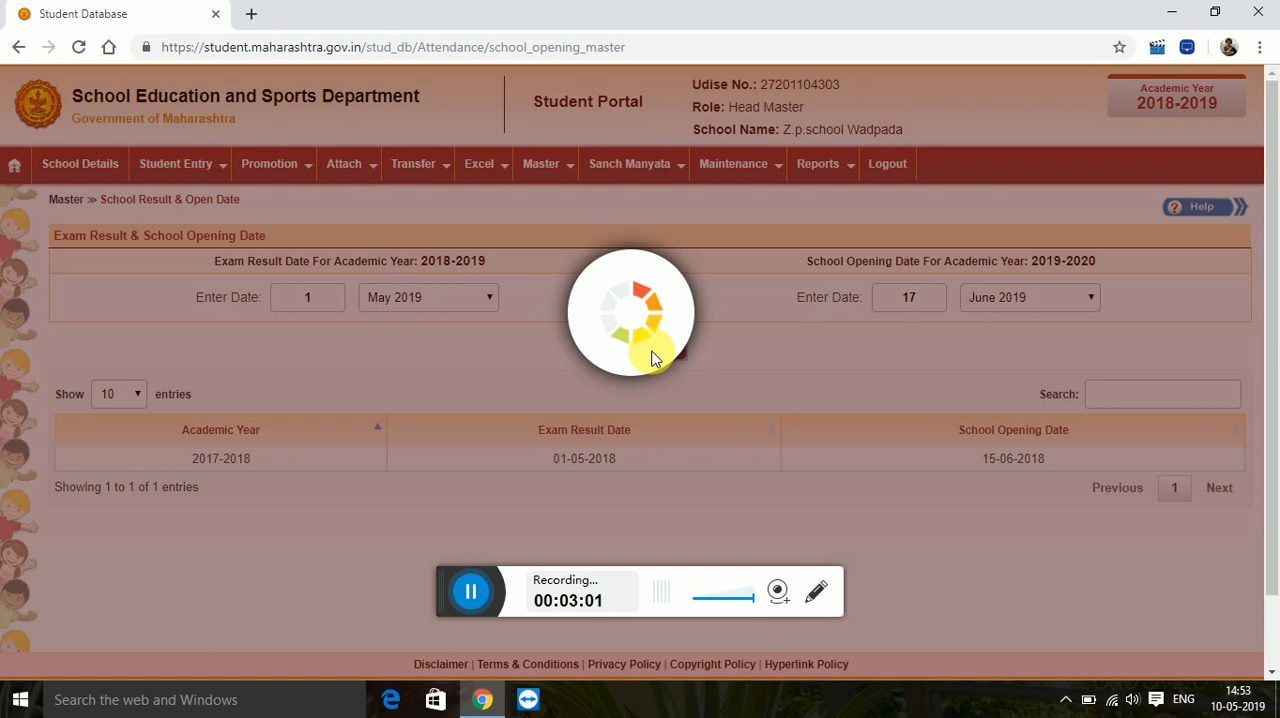 Student Database
https://student.maharashtra.gov.in/stud_db/Attendance/school_opening_master
School Education and Sports Department
Government of Maharashtra
Student Portal
Udise No.: 27201104303
Role: Head Master
School Name: Z.p.school Wadpada
Academic Year
2018-2019
School Details Student Entry Promotion Attach Transfer Excel Master Sanch Manyata Maintenance Reports Logout
Master >> School Result & Open Date
Help
Exam Result & School Opening Date
Exam Result Date For Academic Year: 2018-2019 School Opening Date For Academic Year: 2019-2020
Enter Date: 1 May 2019 Enter Date: 17 June 2019
Show 10 entries Search:
Academic Year Exam Result Date School Opening Date
2017-2018 01-05-2018 15-06-2018
Showing 1 to 1 of 1 entries Previous 1 Next
Recording...
00:03:01
Disclaimer | Terms & Conditions | Privacy Policy | Copyright Policy | Hyperlink Policy
Search the web and Windows
ENG
14:53
10-05-2019